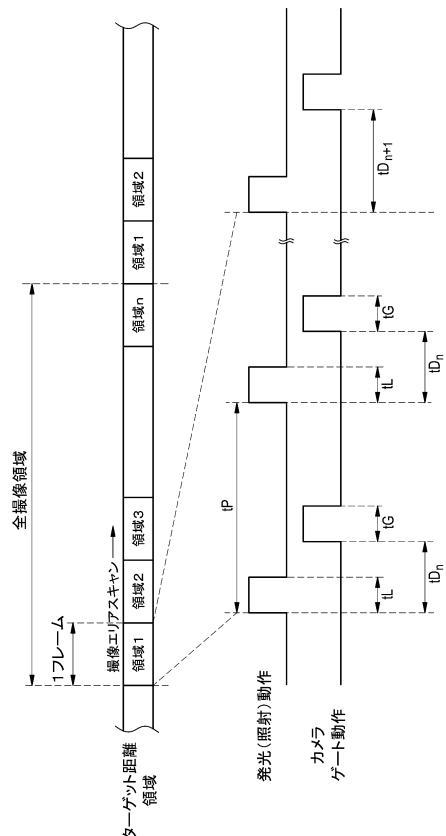 全撮像領域
1フレーム
撮像エリアスキャン
ターゲット距離
領域
領域1
領域2
領域3
領域n
領域1
領域2
発光(照射)動作
tP
tL
tL
カメラ
ゲート動作
tG
tG
tDn
tDn
tDn+1